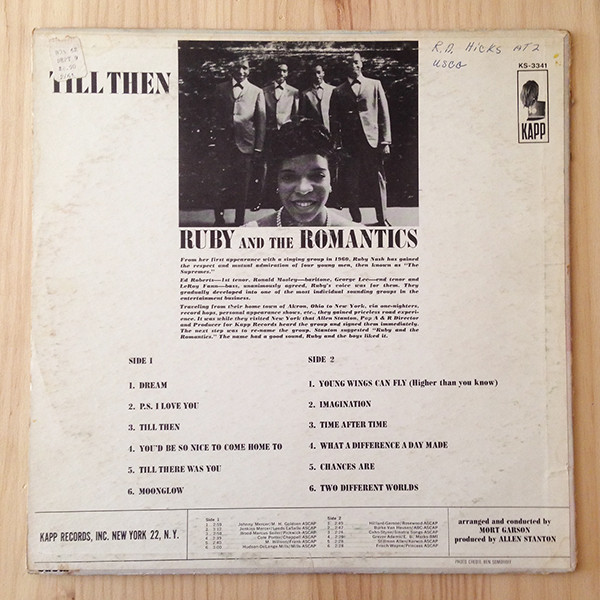 R.D. Hicks AT2
USCG
KS-3341
KAPP
TILL THEN
RUBY AND THE ROMANTICS
From her first appearance with a singing group in 1960, Ruby Nash has gained
the respect and mutual admiration of four young men, then known as "The
Supremes."
Ed Roberts—1st tenor, Ronald Mosley—baritone, George Lee—2nd tenor and
LeRoy Fann—bass, unanimously agreed, Ruby's voice was for them. They
gradually developed into one of the most individual sounding groups in the
entertainment business.
Traveling from their home town of Akron, Ohio to New York, via one-nighters,
record hops, personal appearance shows, etc., they gained priceless road experi-
ence. It was while they visited New York that Allen Stanton, Pop A & R Director
and Producer for Kapp Records heard the group and signed them immediately.
The next step was to re-name the group. Stanton suggested "Ruby and the
Romantics." The name had a good sound, Ruby and the boys liked it.
SIDE 1
1. DREAM
2. P.S. I LOVE YOU
3. TILL THEN
4. YOU'D BE SO NICE TO COME HOME TO
5. TILL THERE WAS YOU
6. MOONGLOW
SIDE 2
1. YOUNG WINGS CAN FLY (Higher than you know)
2. IMAGINATION
3. TIME AFTER TIME
4. WHAT A DIFFERENCE A DAY MADE
5. CHANCES ARE
6. TWO DIFFERENT WORLDS
KAPP RECORDS, INC. NEW YORK 22, N. Y.
Side 1
Side 2
arranged and conducted by
MORT GARSON
produced by ALLEN STANTON